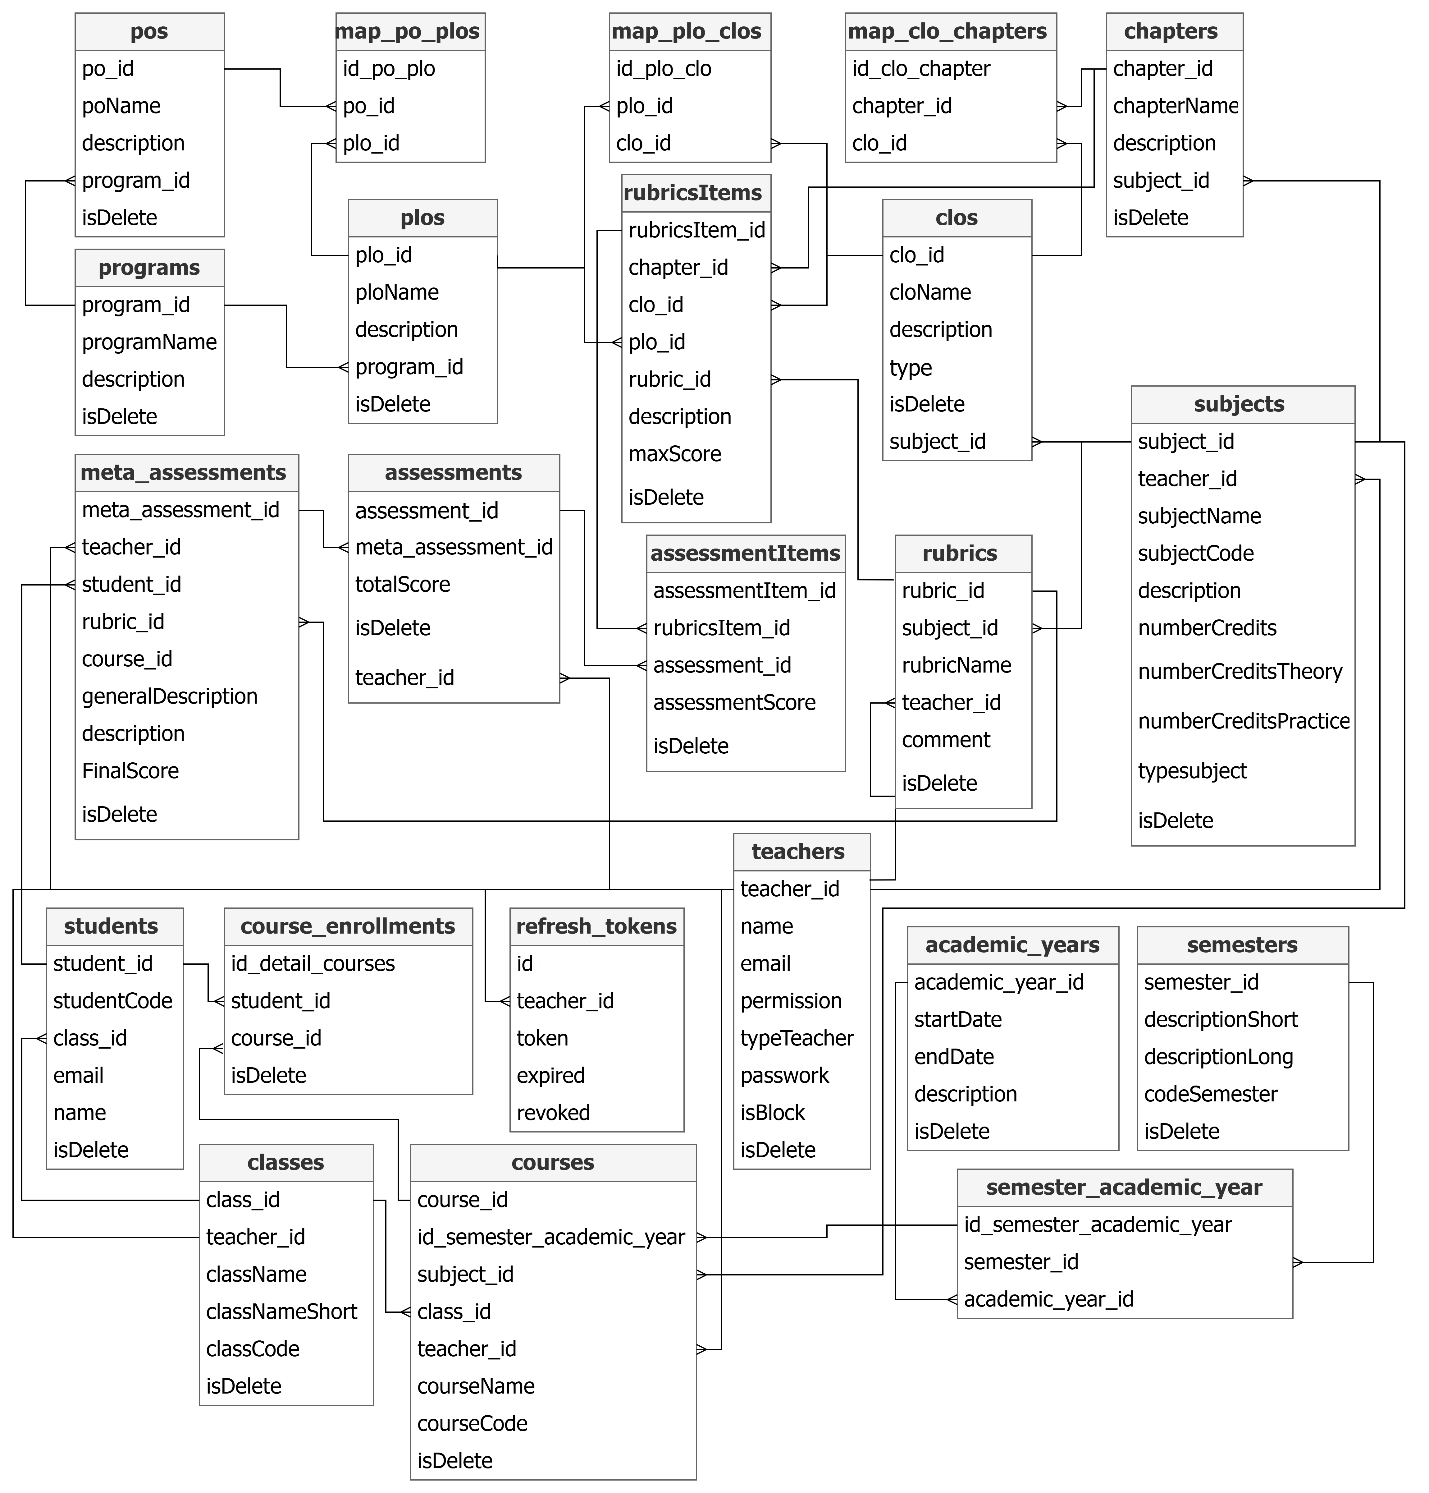 pos
po_id
poName
description
program_id
isDelete
map_po_plos
id_po_plo
po_id
plo_id
map_plo_clos
id_plo_clo
plo_id
clo_id
map_clo_chapters
id_clo_chapter
chapter_id
clo_id
chapters
chapter_id
chapterName
description
subject_id
isDelete
programs
program_id
programName
description
isDelete
plos
plo_id
ploName
description
program_id
isDelete
rubricsItems
rubricsItem_id
chapter_id
clo_id
plo_id
rubric_id
description
maxScore
isDelete
clos
clo_id
cloName
description
type
isDelete
subject_id
subjects
subject_id
teacher_id
subjectName
subjectCode
description
numberCredits
numberCreditsTheory
numberCreditsPractice
typesubject
isDelete
meta_assessments
meta_assessment_id
teacher_id
student_id
rubric_id
course_id
generalDescription
description
FinalScore
isDelete
assessments
assessment_id
meta_assessment_id
totalScore
isDelete
teacher_id
assessmentItems
assessmentItem_id
rubricsItem_id
assessment_id
assessmentScore
isDelete
rubrics
rubric_id
subject_id
rubricName
teacher_id
comment
isDelete
teachers
teacher_id
name
email
permission
typeTeacher
passwork
isBlock
isDelete
students
student_id
studentCode
class_id
email
name
isDelete
course_enrollments
id_detail_courses
student_id
course_id
isDelete
refresh_tokens
id
teacher_id
token
expired
revoked
academic_years
academic_year_id
startDate
endDate
description
isDelete
semesters
semester_id
descriptionShort
descriptionLong
codeSemester
isDelete
classes
class_id
teacher_id
className
classNameShort
classCode
isDelete
courses
course_id
id_semester_academic_year
subject_id
class_id
teacher_id
courseName
courseCode
isDelete
semester_academic_year
id_semester_academic_year
semester_id
academic_year_id